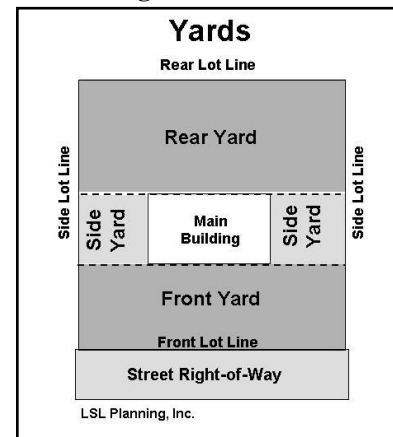 Yards
Rear Lot Line
Rear Yard
Side Lot Line
Side
Yard
Main
Building
Side
Yard
Side Lot Line
Front Yard
Front Lot Line
Street Right-of-Way
LSL Planning, Inc.